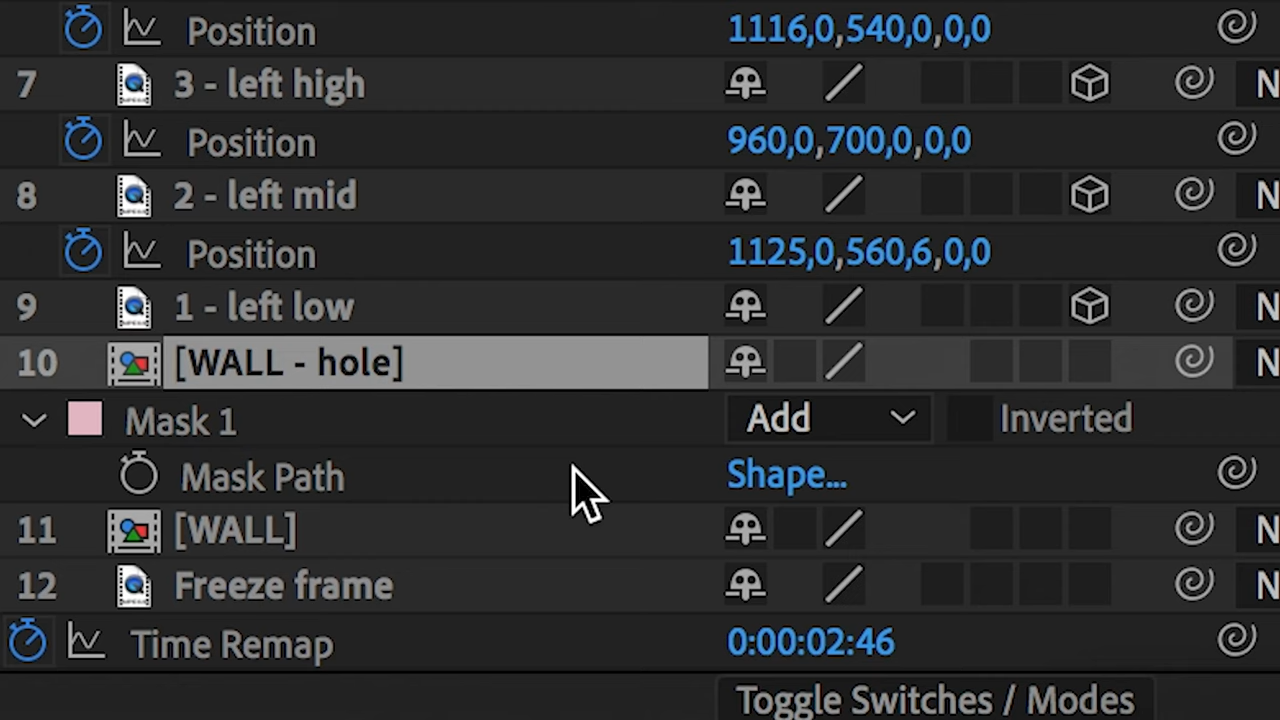 Position 1116,0,540,0,0,0
7 3 - left high N
Position 960,0,700,0,0,0
8 2 - left mid N
Position 1125,0,560,6,0,0
9 1 - left low N
10 [WALL - hole] N
Mask 1 Add Inverted
Mask Path Shape...
11 [WALL] N
12 Freeze frame N
Time Remap 0:00:02:46
Toggle Switches / Modes